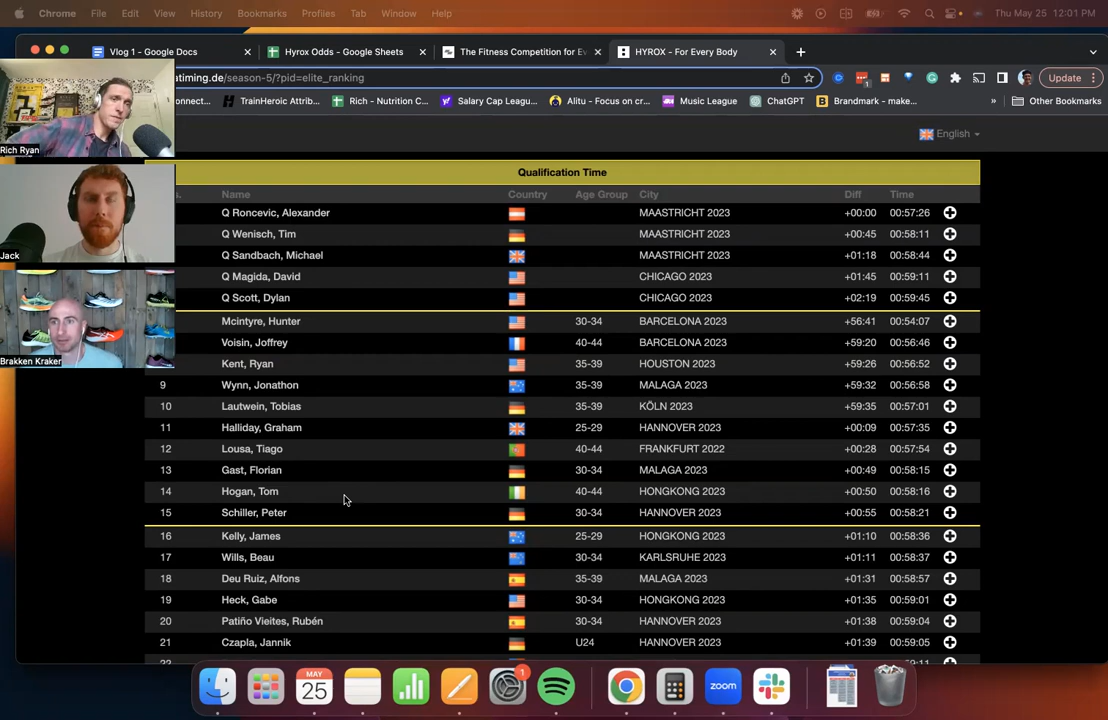 Chrome File Edit View History Bookmarks Profiles Tab Window Help Thu May 25 12:01 PM
Vlog 1 - Google Docs Hyrox Odds - Google Sheets The Fitness Competition for Ev HYROX - For Every Body
atiming.de/season-5/?pid=elite_ranking Update
onnect... TrainHeroic Attrib... Rich - Nutrition C... Salary Cap Leagu... Alitu - Focus on cr... Music League ChatGPT Brandmark - make... » Other Bookmarks
English
Rich Ryan
Jack
Brakken Kraker
Qualification Time
Name Country Age Group City Diff Time
Q Roncevic, Alexander MAASTRICHT 2023 +00:00 00:57:26
Q Wenisch, Tim MAASTRICHT 2023 +00:45 00:58:11
Q Sandbach, Michael MAASTRICHT 2023 +01:18 00:58:44
Q Magida, David CHICAGO 2023 +01:45 00:59:11
Q Scott, Dylan CHICAGO 2023 +02:19 00:59:45
Mcintyre, Hunter 30-34 BARCELONA 2023 +56:41 00:54:07
Voisin, Joffrey 40-44 BARCELONA 2023 +59:20 00:56:46
Kent, Ryan 35-39 HOUSTON 2023 +59:26 00:56:52
9 Wynn, Jonathon 35-39 MALAGA 2023 +59:32 00:56:58
10 Lautwein, Tobias 35-39 KÖLN 2023 +59:35 00:57:01
11 Halliday, Graham 25-29 HANNOVER 2023 +00:09 00:57:35
12 Lousa, Tiago 40-44 FRANKFURT 2022 +00:28 00:57:54
13 Gast, Florian 30-34 MALAGA 2023 +00:49 00:58:15
14 Hogan, Tom 40-44 HONGKONG 2023 +00:50 00:58:16
15 Schiller, Peter 30-34 HANNOVER 2023 +00:55 00:58:21
16 Kelly, James 25-29 HONGKONG 2023 +01:10 00:58:36
17 Wills, Beau 30-34 KARLSRUHE 2023 +01:11 00:58:37
18 Deu Ruiz, Alfons 35-39 MALAGA 2023 +01:31 00:58:57
19 Heck, Gabe 30-34 HONGKONG 2023 +01:35 00:59:01
20 Patiño Vieites, Rubén 30-34 HANNOVER 2023 +01:38 00:59:04
21 Czapla, Jannik U24 HANNOVER 2023 +01:39 00:59:05
MAY
25
1
zoom